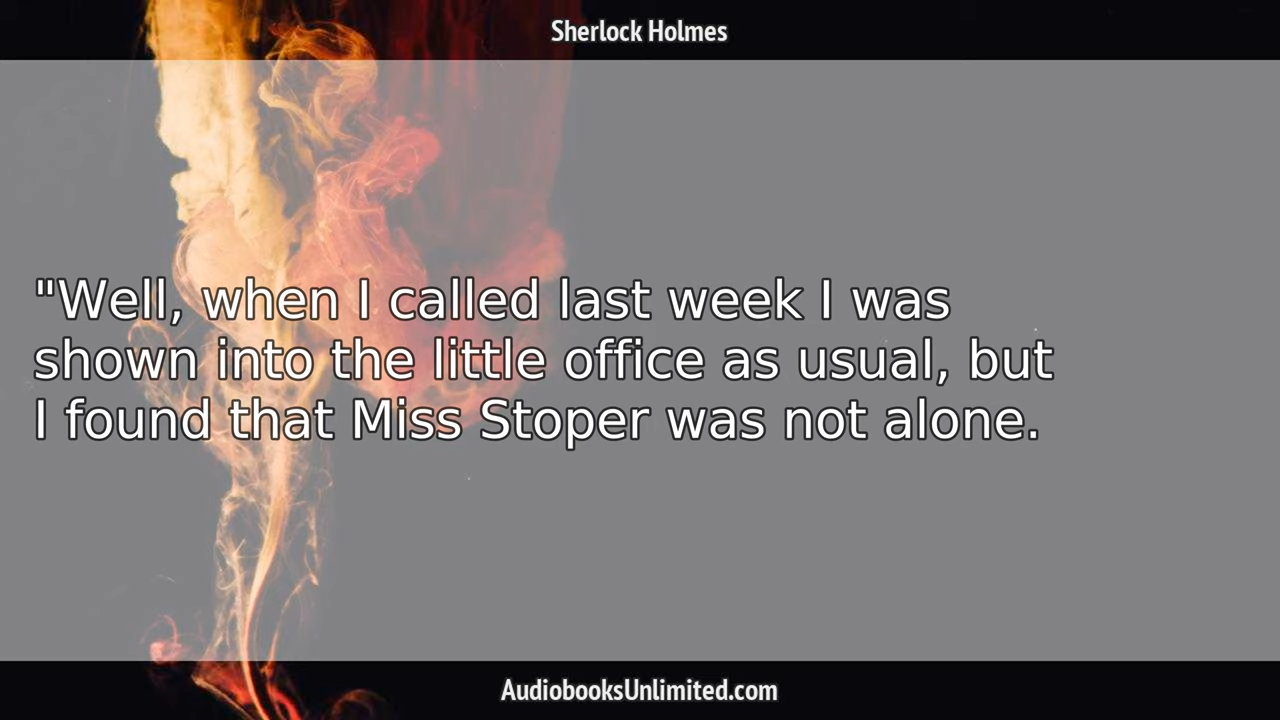 Sherlock Holmes
"Well, when I called last week I was
shown into the little office as usual, but
I found that Miss Stoper was not alone.
AudiobooksUnlimited.com